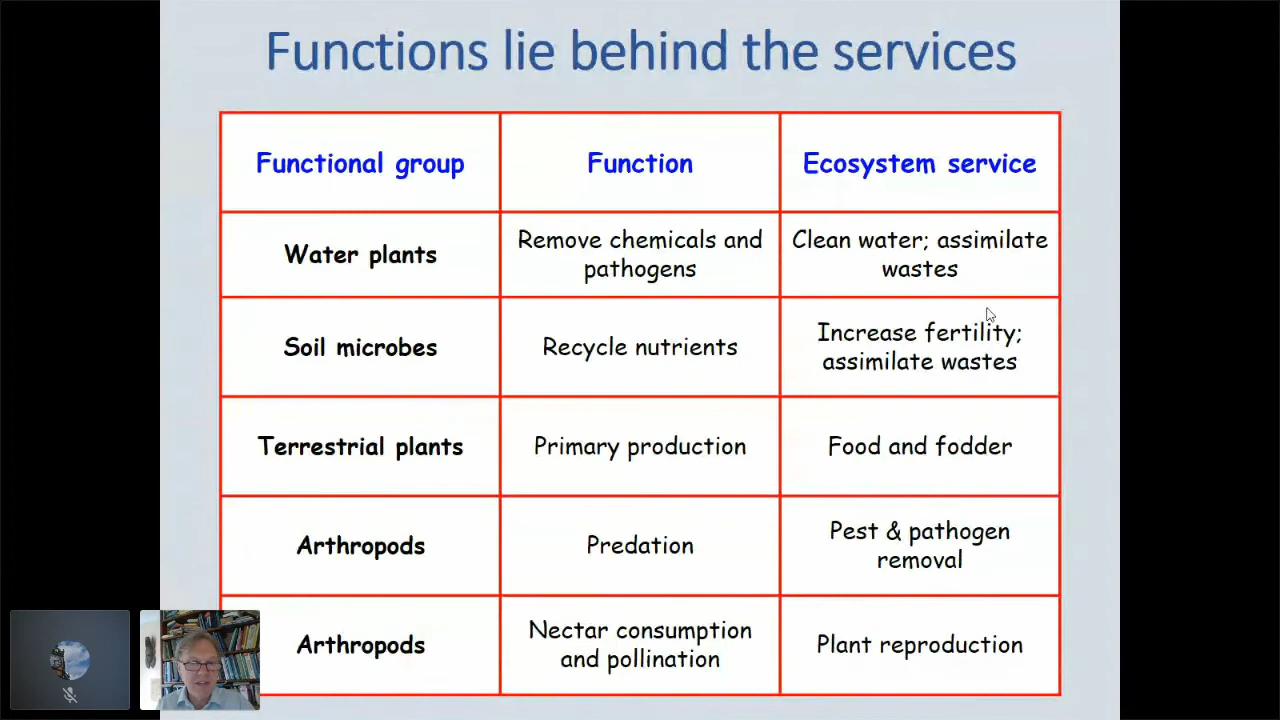 Functions lie behind the services
Functional group
Function
Ecosystem service
Water plants
Remove chemicals and
pathogens
Clean water; assimilate
wastes
Soil microbes
Recycle nutrients
Increase fertility;
assimilate wastes
Terrestrial plants
Primary production
Food and fodder
Arthropods
Predation
Pest & pathogen
removal
Arthropods
Nectar consumption
and pollination
Plant reproduction